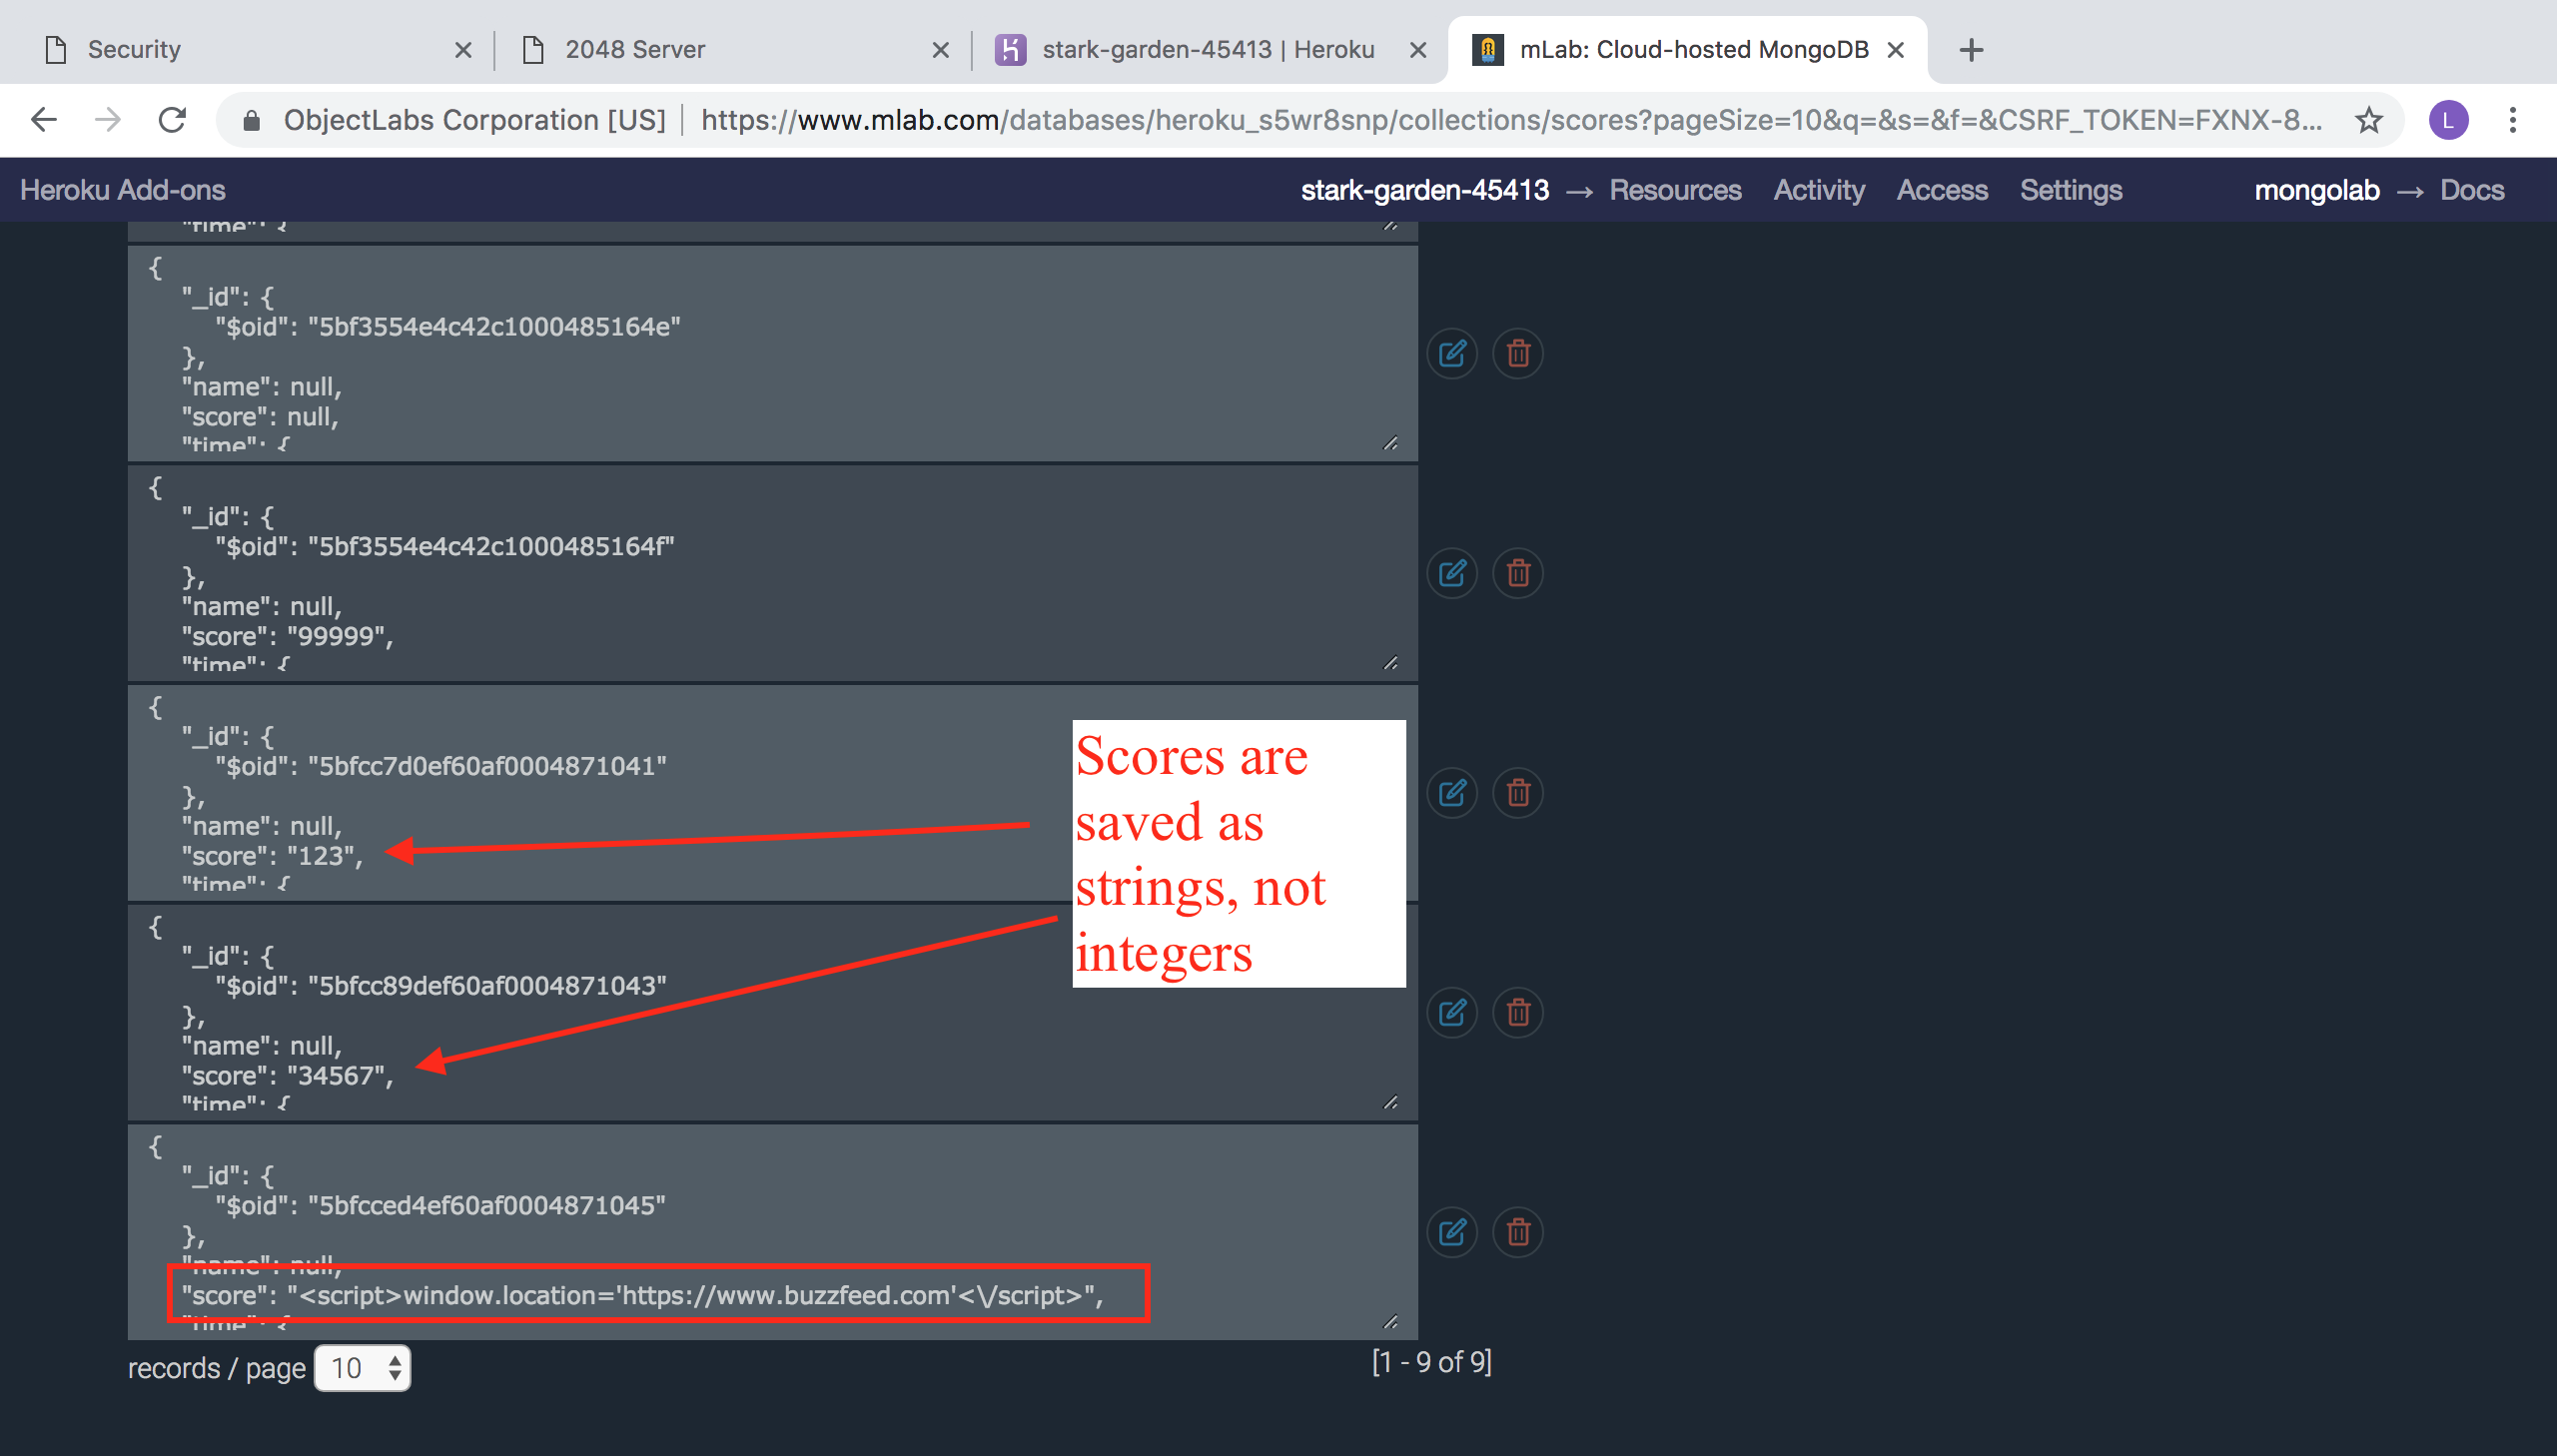 Security
2048 Server
stark-garden-45413 | Heroku
mLab: Cloud-hosted MongoDB
ObjectLabs Corporation [US] | https://www.mlab.com/databases/heroku_s5wr8snp/collections/scores?pageSize=10&q=&s=&f=&CSRF_TOKEN=FXNX-8...
L
Heroku Add-ons
stark-garden-45413 → Resources Activity Access Settings mongolab → Docs
"time": {
{
"_id": {
"$oid": "5bf3554e4c42c1000485164e"
},
"name": null,
"score": null,
"time": {
{
"_id": {
"$oid": "5bf3554e4c42c1000485164f"
},
"name": null,
"score": "99999",
"time": {
{
"_id": {
"$oid": "5bfcc7d0ef60af0004871041"
},
"name": null,
"score": "123",
"time": {
Scores are
saved as
strings, not
integers
{
"_id": {
"$oid": "5bfcc89def60af0004871043"
},
"name": null,
"score": "34567",
"time": {
{
"_id": {
"$oid": "5bfcced4ef60af0004871045"
},
"name": null,
"score": "<script>window.location='https://www.buzzfeed.com'<\/script>",
"time": {
records / page 10
[1 - 9 of 9]